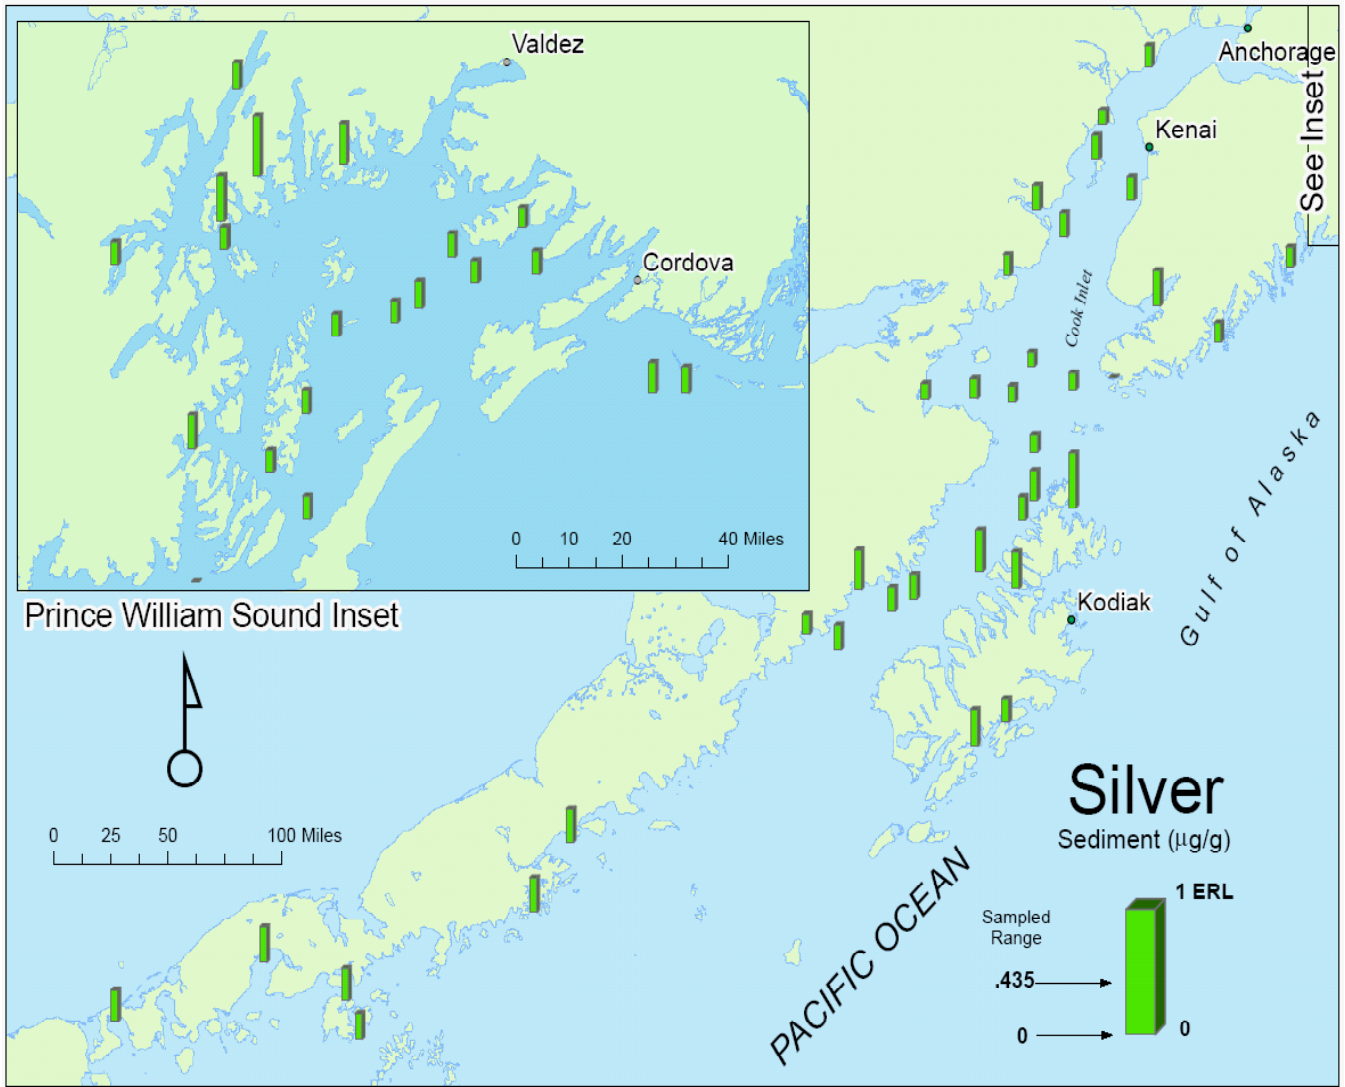 Valdez
Anchorage
See Inset
Kenai
Cordova
Cook Inlet
0 10 20 40 Miles
Gulf of Alaska
Prince William Sound Inset
Kodiak
Silver
Sediment (µg/g)
0 25 50 100 Miles
PACIFIC OCEAN
1 ERL
Sampled
Range
.435
0
0